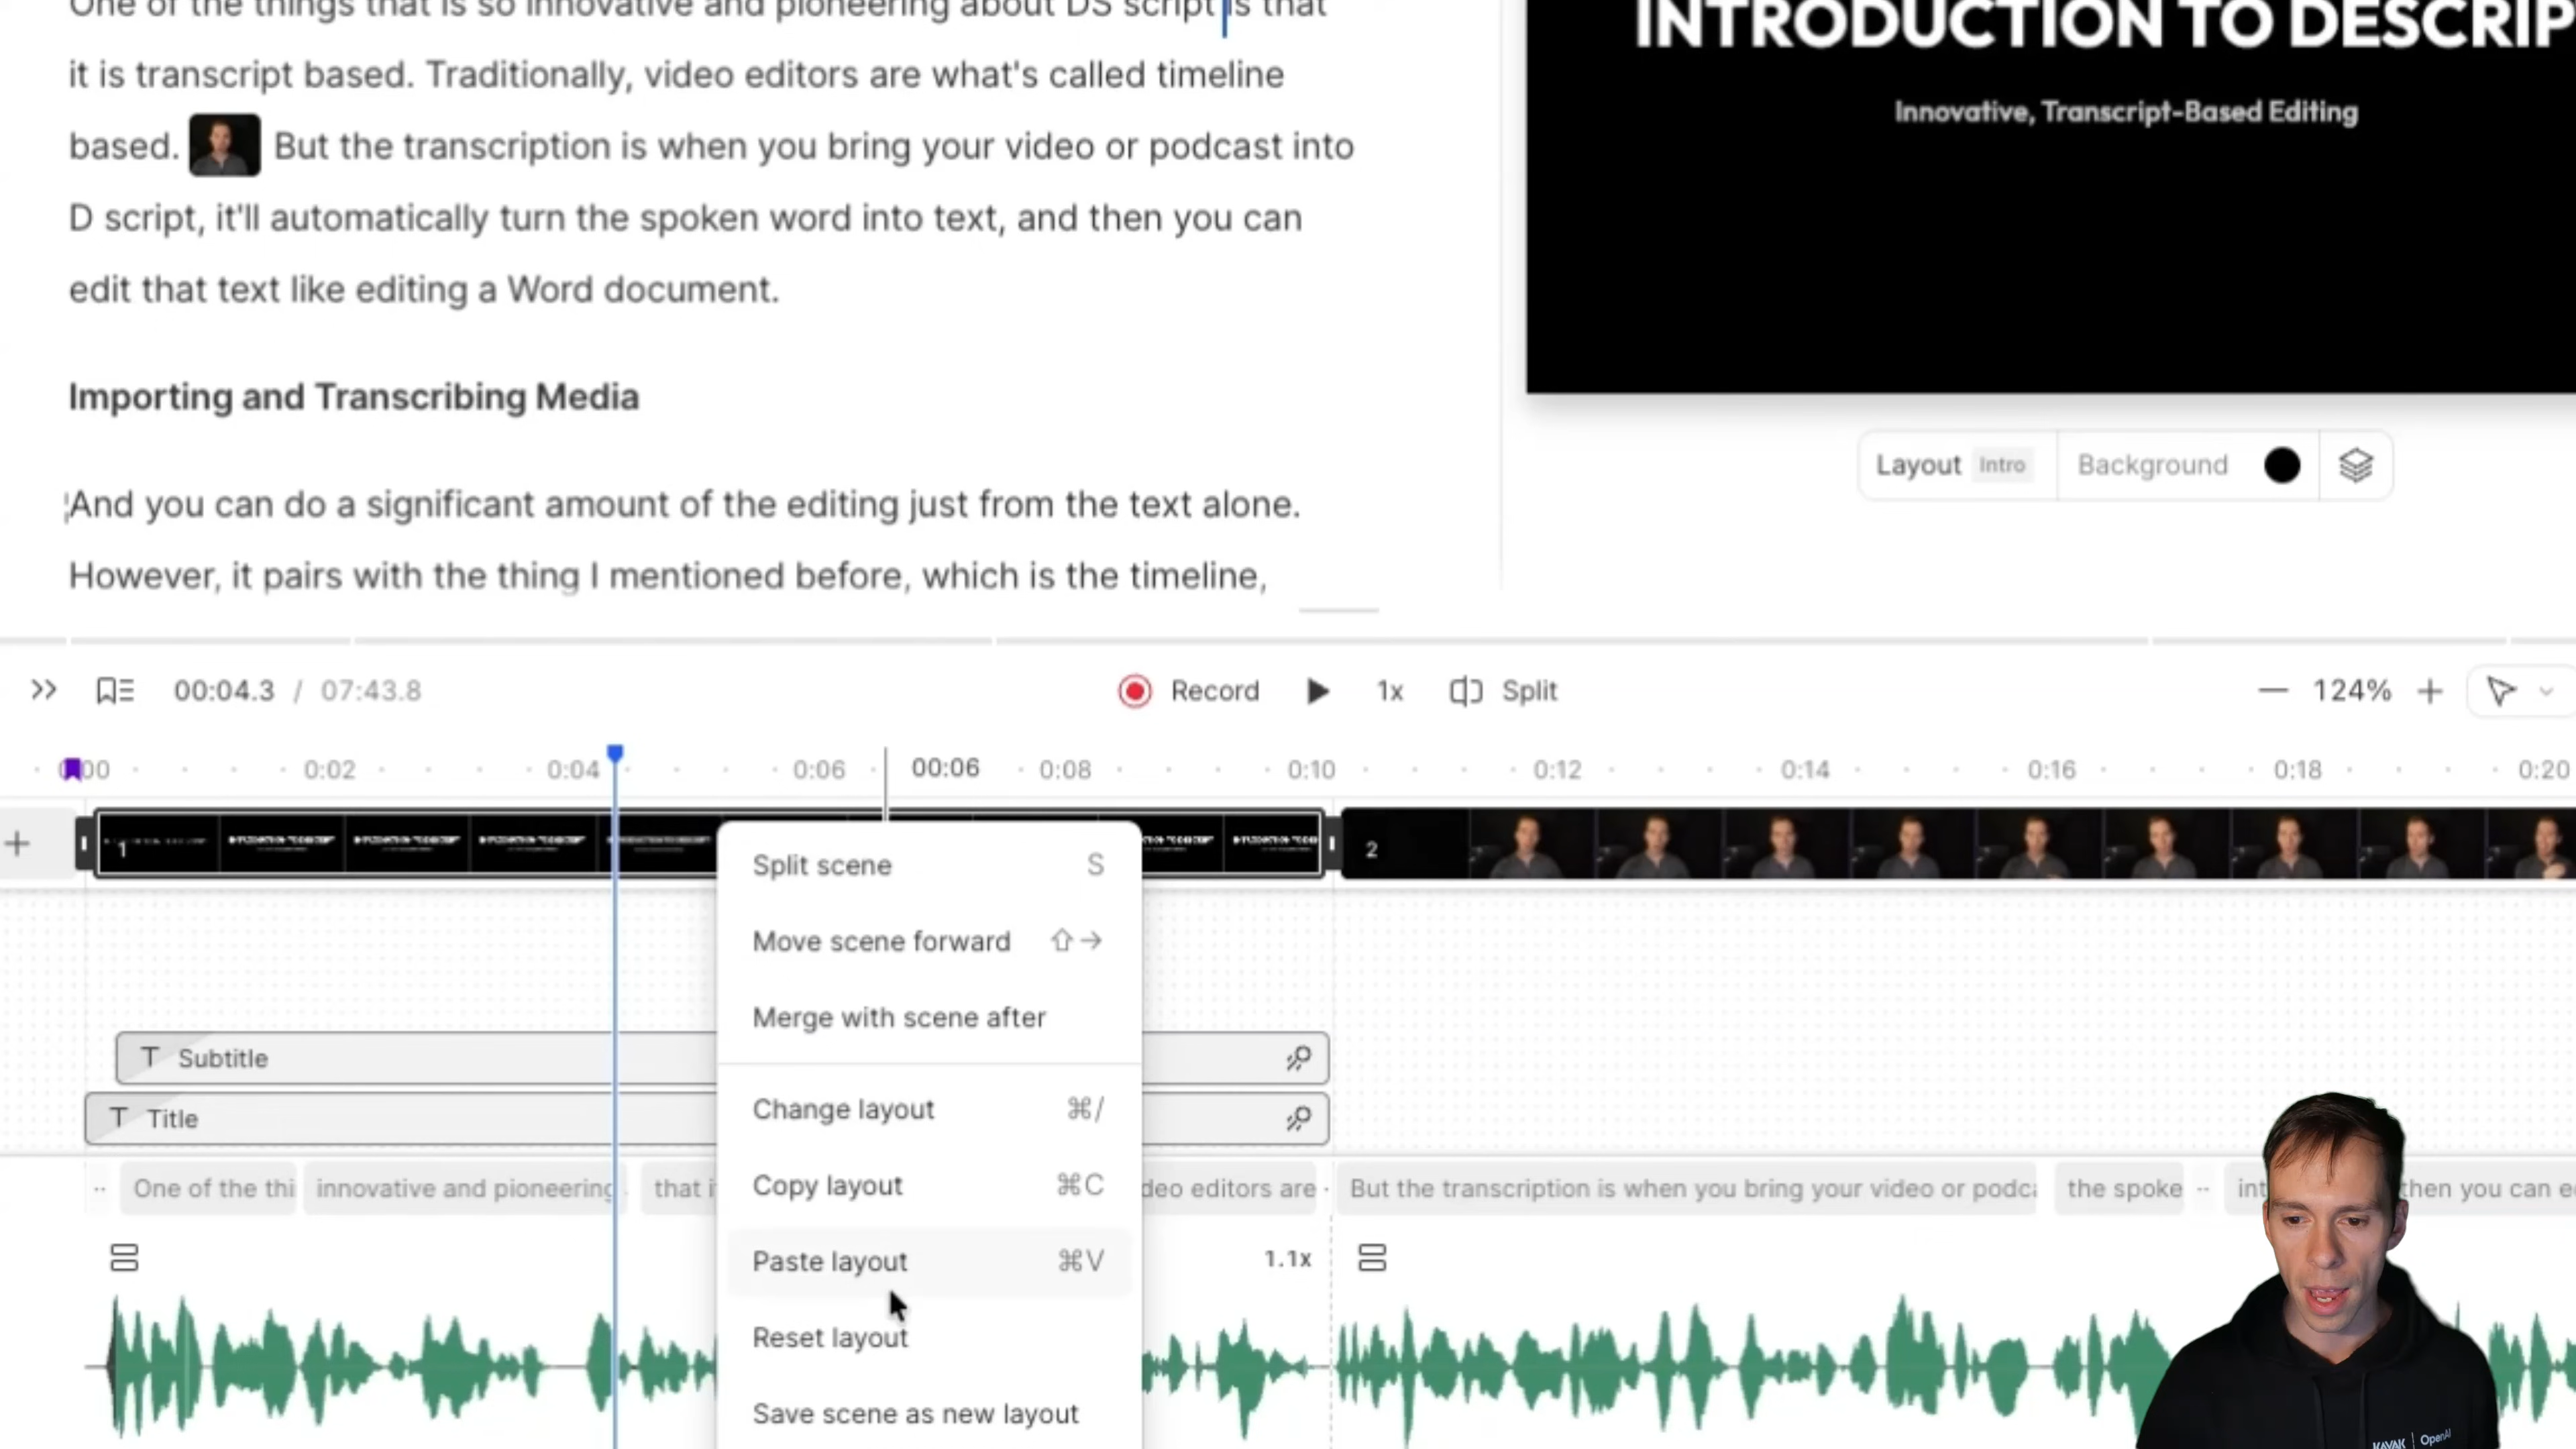 One of the things that is so innovative and pioneering about DS script is that
it is transcript based. Traditionally, video editors are what's called timeline
based. But the transcription is when you bring your video or podcast into
D script, it'll automatically turn the spoken word into text, and then you can
edit that text like editing a Word document.
Importing and Transcribing Media
And you can do a significant amount of the editing just from the text alone.
However, it pairs with the thing I mentioned before, which is the timeline,
INTRODUCTION TO DESCRIP
Innovative, Transcript-Based Editing
Layout Intro Background
00:04.3 / 07:43.8 Record 1x Split 124%
00 0:02 0:04 0:06 00:06 0:08 0:10 0:12 0:14 0:16 0:18 0:20
1 2
Split scene S
Move scene forward ⇧→
Merge with scene after
Change layout ⌘/
Copy layout ⌘C
Paste layout ⌘V
Reset layout
Save scene as new layout
T Subtitle
T Title
One of the thi innovative and pioneering that i deo editors are But the transcription is when you bring your video or podca the spoke int then you can e
1.1x
KAYAK | OpenAI